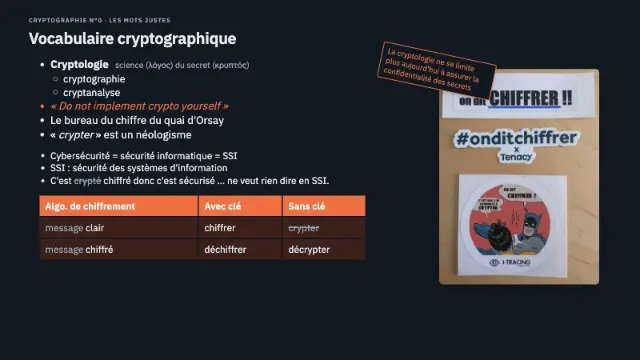 CRYPTOGRAPHIE N°0 - LES MOTS JUSTES
Vocabulaire cryptographique
Cryptologie science (λόγος) du secret (κρυπτός)
cryptographie
cryptanalyse
« Do not implement crypto yourself »
Le bureau du chiffre du quai d'Orsay
« crypter » est un néologisme
Cybersécurité = sécurité informatique = SSI
SSI : sécurité des systèmes d'information
C'est crypté chiffré donc c'est sécurisé ... ne veut rien dire en SSI.
Algo. de chiffrement Avec clé Sans clé
message clair chiffrer crypter
message chiffré déchiffrer décrypter
La cryptologie ne se limite
plus aujourd'hui à assurer la
confidentialité des secrets
on dit CHIFFRER !!
#onditchiffrer
x
Tenacy
ON DIT
CHIFFRER !
CRYPTER
I-TRACING